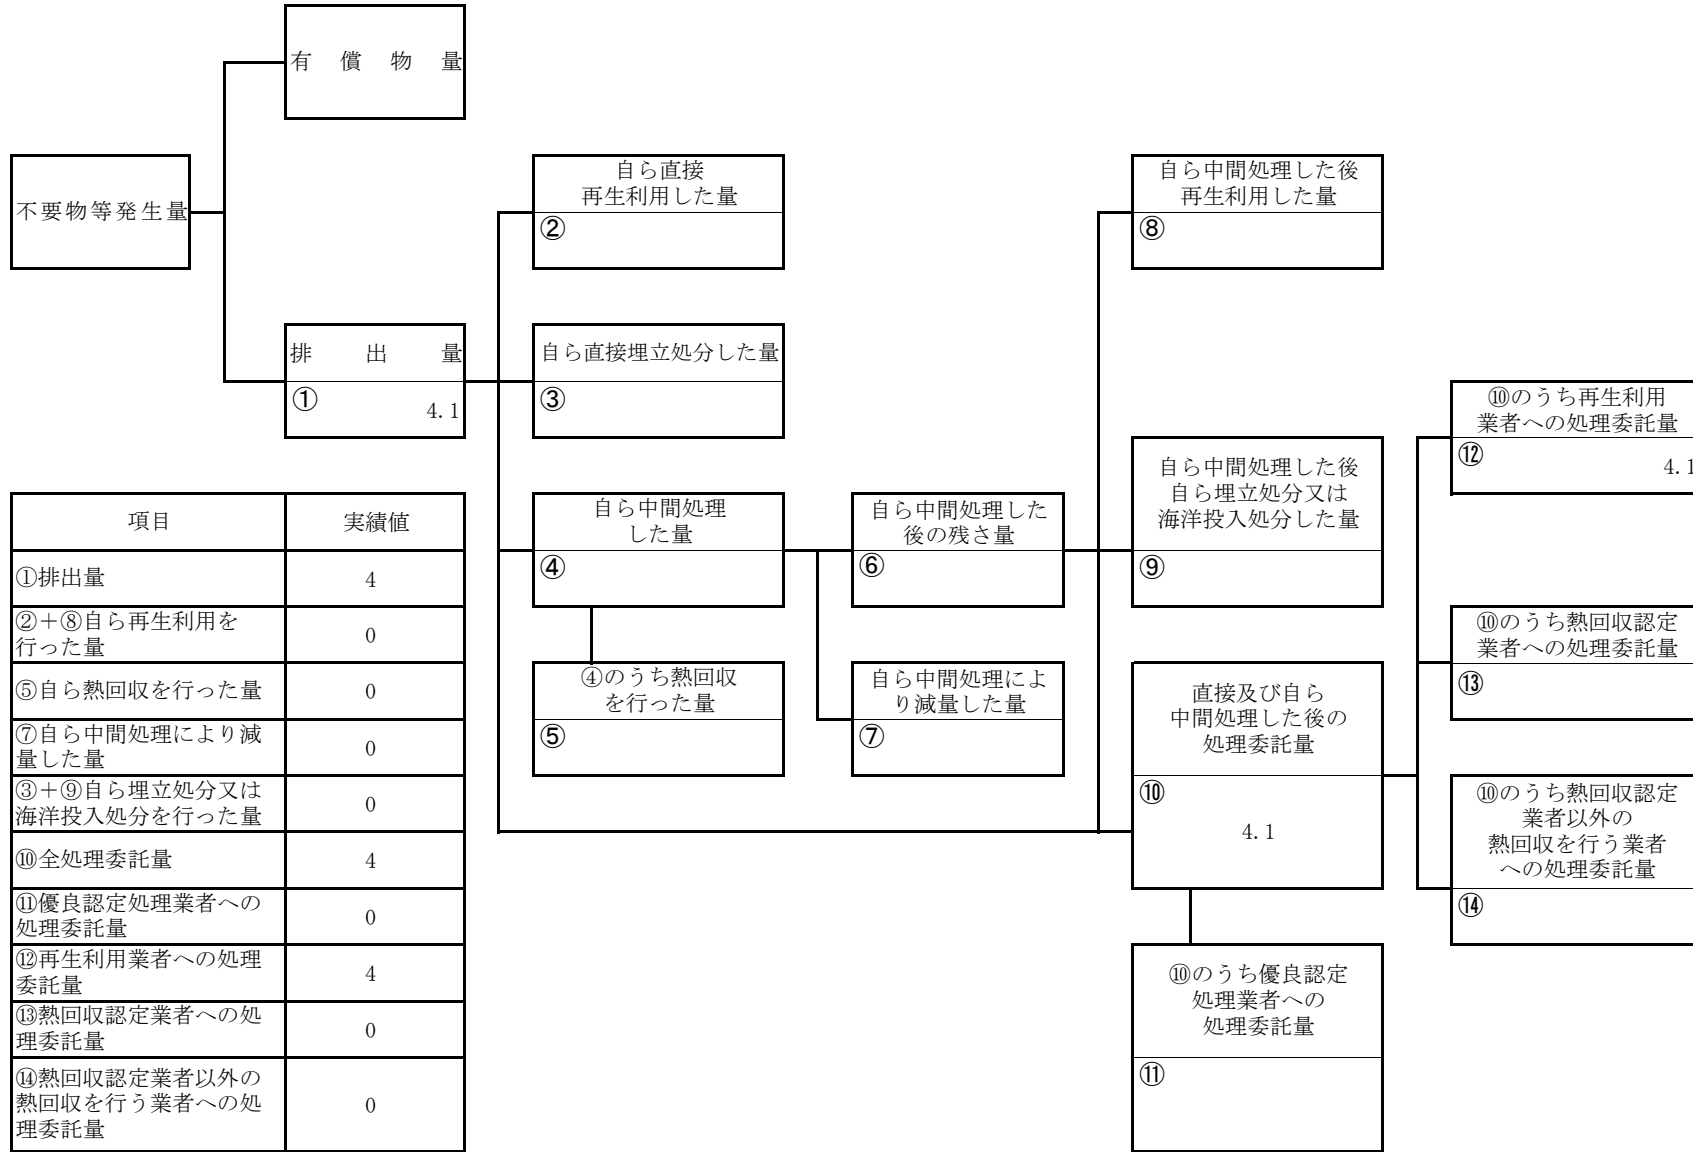 有償物量
不要物等発生量
自ら直接
再生利用した量
②
自ら中間処理した後
再生利用した量
⑧
排出量
①
4.1
自ら直接埋立処分した量
③
⑩のうち再生利用
業者への処理委託量
⑫
4.1
自ら中間処理した後
自ら埋立処分又は
海洋投入処分した量
⑨
自ら中間処理
した量
④
自ら中間処理した
後の残さ量
⑥
④のうち熱回収
を行った量
⑤
自ら中間処理によ
り減量した量
⑦
直接及び自ら
中間処理した後の
処理委託量
⑩
4.1
⑩のうち熱回収認定
業者への処理委託量
⑬
⑩のうち熱回収認定
業者以外の
熱回収を行う業者
への処理委託量
⑭
⑩のうち優良認定
処理業者への
処理委託量
⑪
項目 実績値
①排出量 4
②+⑧自ら再生利用を
行った量 0
⑤自ら熱回収を行った量 0
⑦自ら中間処理により減
量した量 0
③+⑨自ら埋立処分又は
海洋投入処分を行った量 0
⑩全処理委託量 4
⑪優良認定処理業者への
処理委託量 0
⑫再生利用業者への処理
委託量 4
⑬熱回収認定業者への処
理委託量 0
⑭熱回収認定業者以外の
熱回収を行う業者への処
理委託量 0